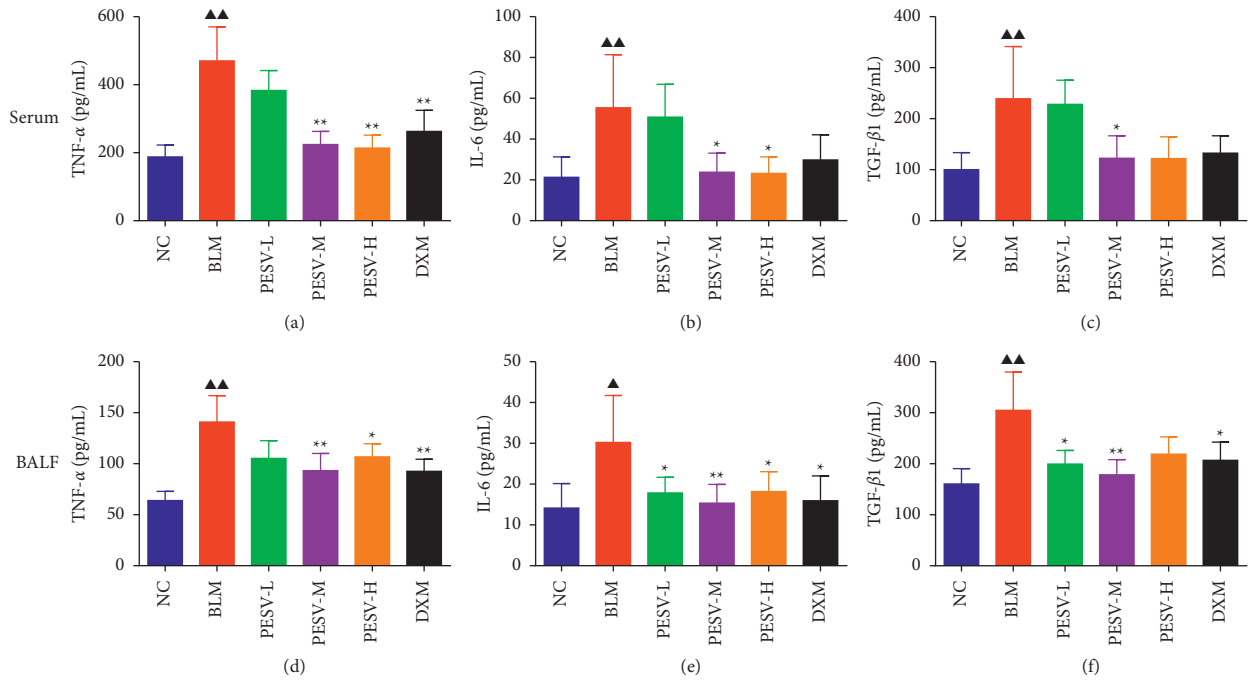 Serum
TNF-α (pg/mL)
600
400
200
0
▲▲
**
**
**
NC
BLM
PESV-L
PESV-M
PESV-H
DXM
(a)
IL-6 (pg/mL)
100
80
60
40
20
0
▲▲
*
*
NC
BLM
PESV-L
PESV-M
PESV-H
DXM
(b)
TGF-β1 (pg/mL)
400
300
200
100
0
▲▲
*
NC
BLM
PESV-L
PESV-M
PESV-H
DXM
(c)
BALF
TNF-α (pg/mL)
200
150
100
50
0
▲▲
**
*
**
NC
BLM
PESV-L
PESV-M
PESV-H
DXM
(d)
IL-6 (pg/mL)
50
40
30
20
10
0
▲
*
**
*
*
NC
BLM
PESV-L
PESV-M
PESV-H
DXM
(e)
TGF-β1 (pg/mL)
400
300
200
100
0
▲▲
*
**
*
NC
BLM
PESV-L
PESV-M
PESV-H
DXM
(f)